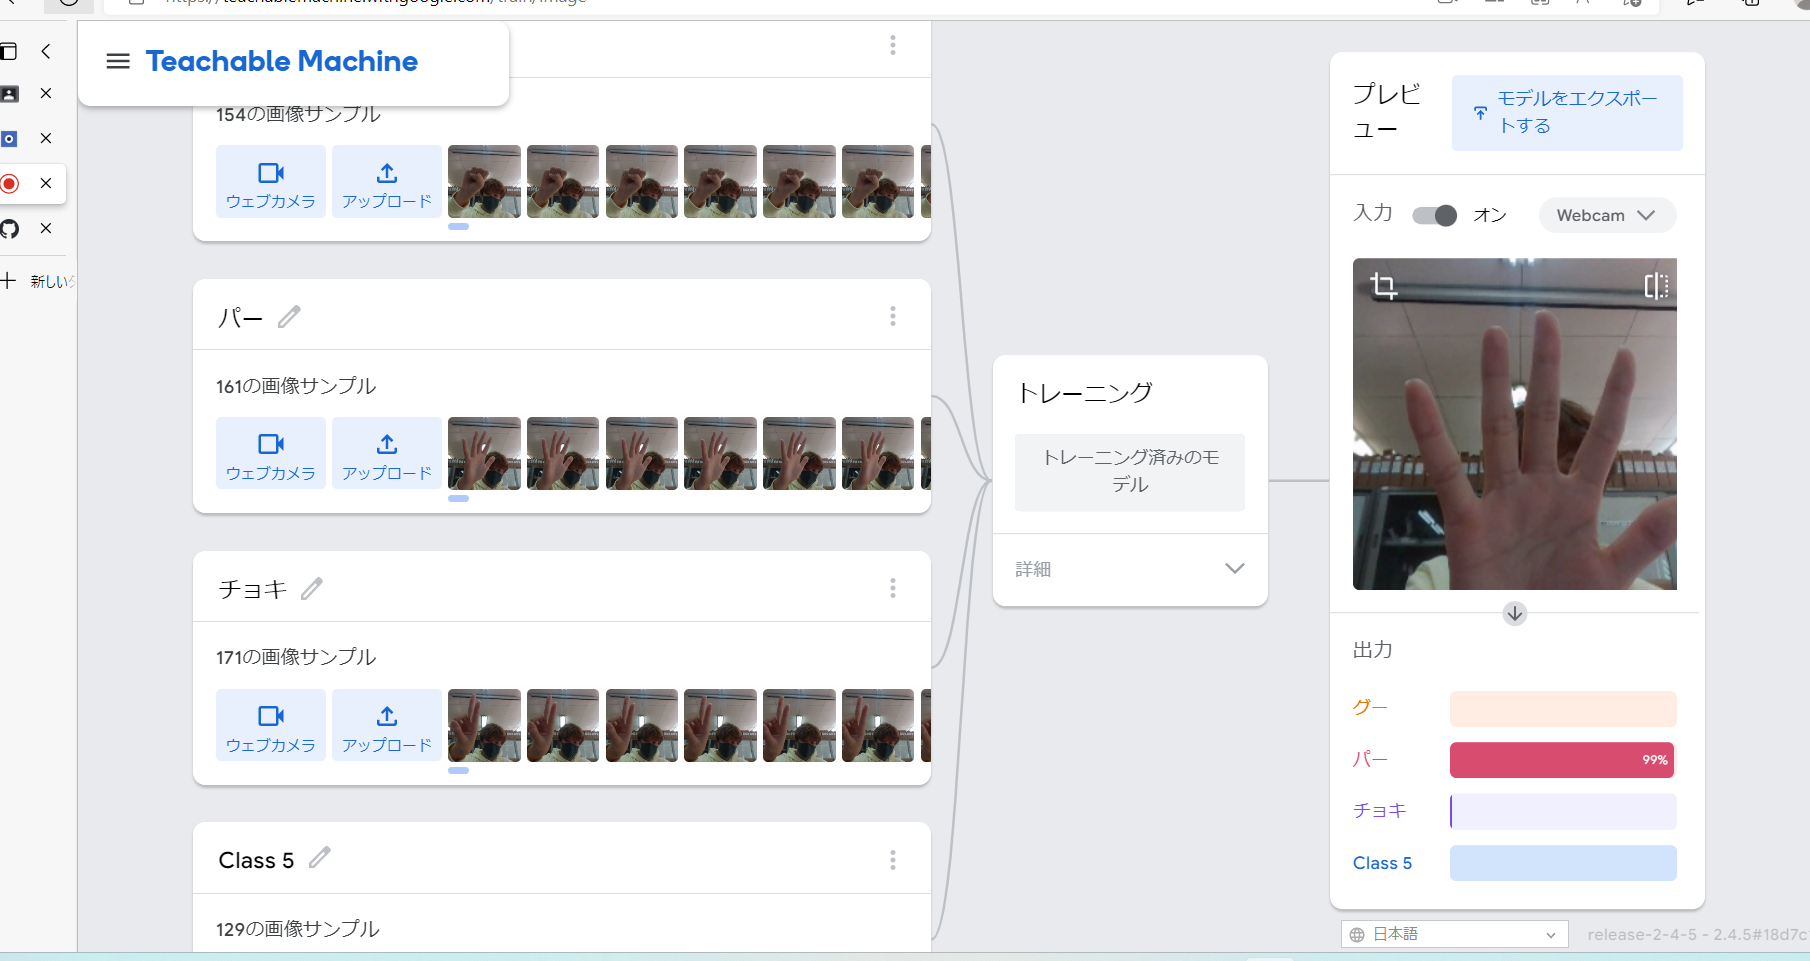 Teachable Machine
新しい
154の画像サンプル
ウェブカメラ
アップロード
パー
161の画像サンプル
ウェブカメラ
アップロード
チョキ
171の画像サンプル
ウェブカメラ
アップロード
Class 5
129の画像サンプル
トレーニング
トレーニング済みのモ
デル
詳細
プレビ
ュー
モデルをエクスポー
トする
入力
オン
Webcam
出力
グー
パー
99%
チョキ
Class 5
日本語
release-2-4-5 - 2.4.5#18d7c